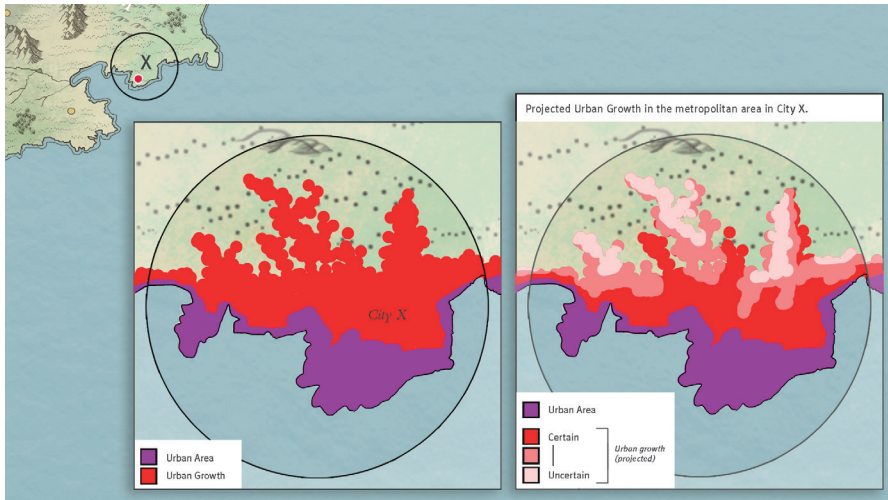 X
Projected Urban Growth in the metropolitan area in City X.
City X
Urban Area
Urban Growth
Urban Area
Certain
Uncertain
Urban growth
(projected)